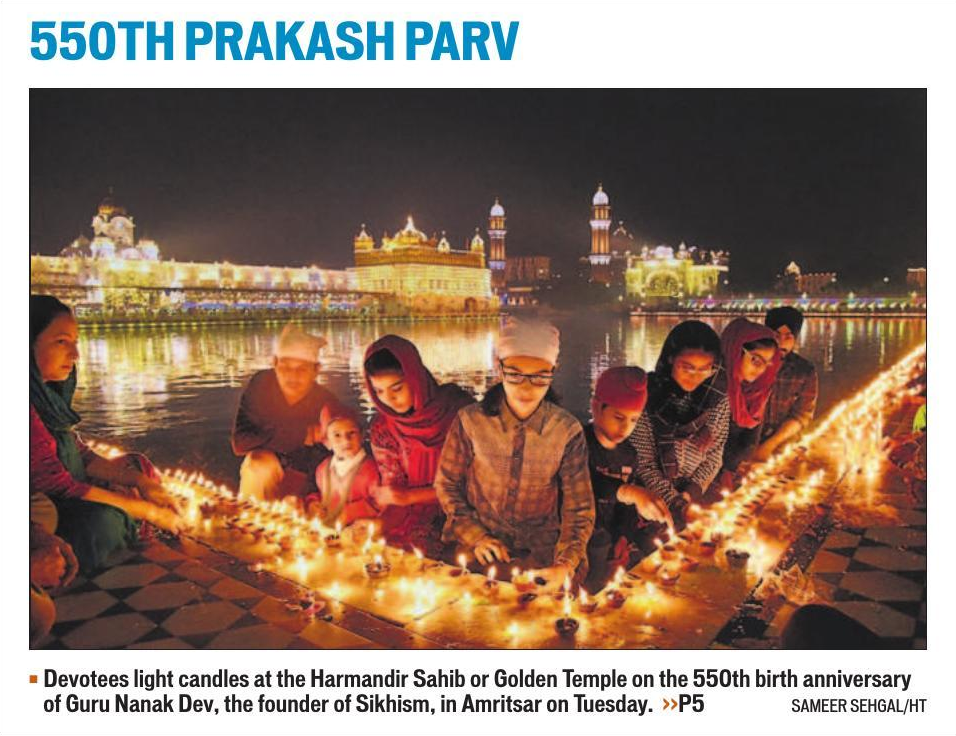 550TH PRAKASH PARV
▪ Devotees light candles at the Harmandir Sahib or Golden Temple on the 550th birth anniversary
of Guru Nanak Dev, the founder of Sikhism, in Amritsar on Tuesday. >>P5 SAMEER SEHGAL/HT